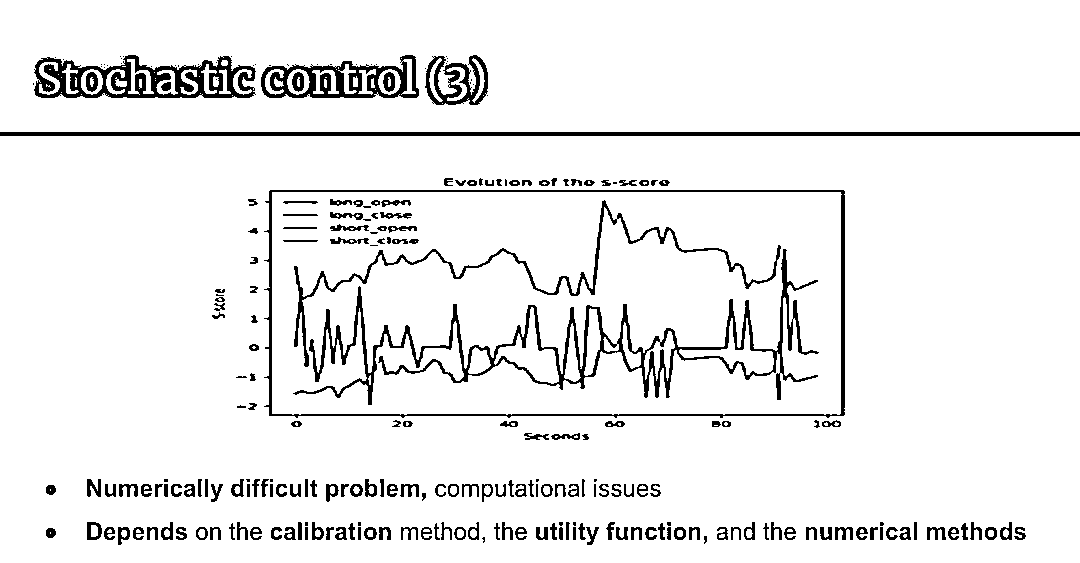 Stochastic control (3)
Evolution of the s-score
5
long_open
long_close
4
short_open
short_close
3
2
S-score
1
0
−1
−2
0 20 40 60 80 100
Seconds
● Numerically difficult problem, computational issues
● Depends on the calibration method, the utility function, and the numerical methods